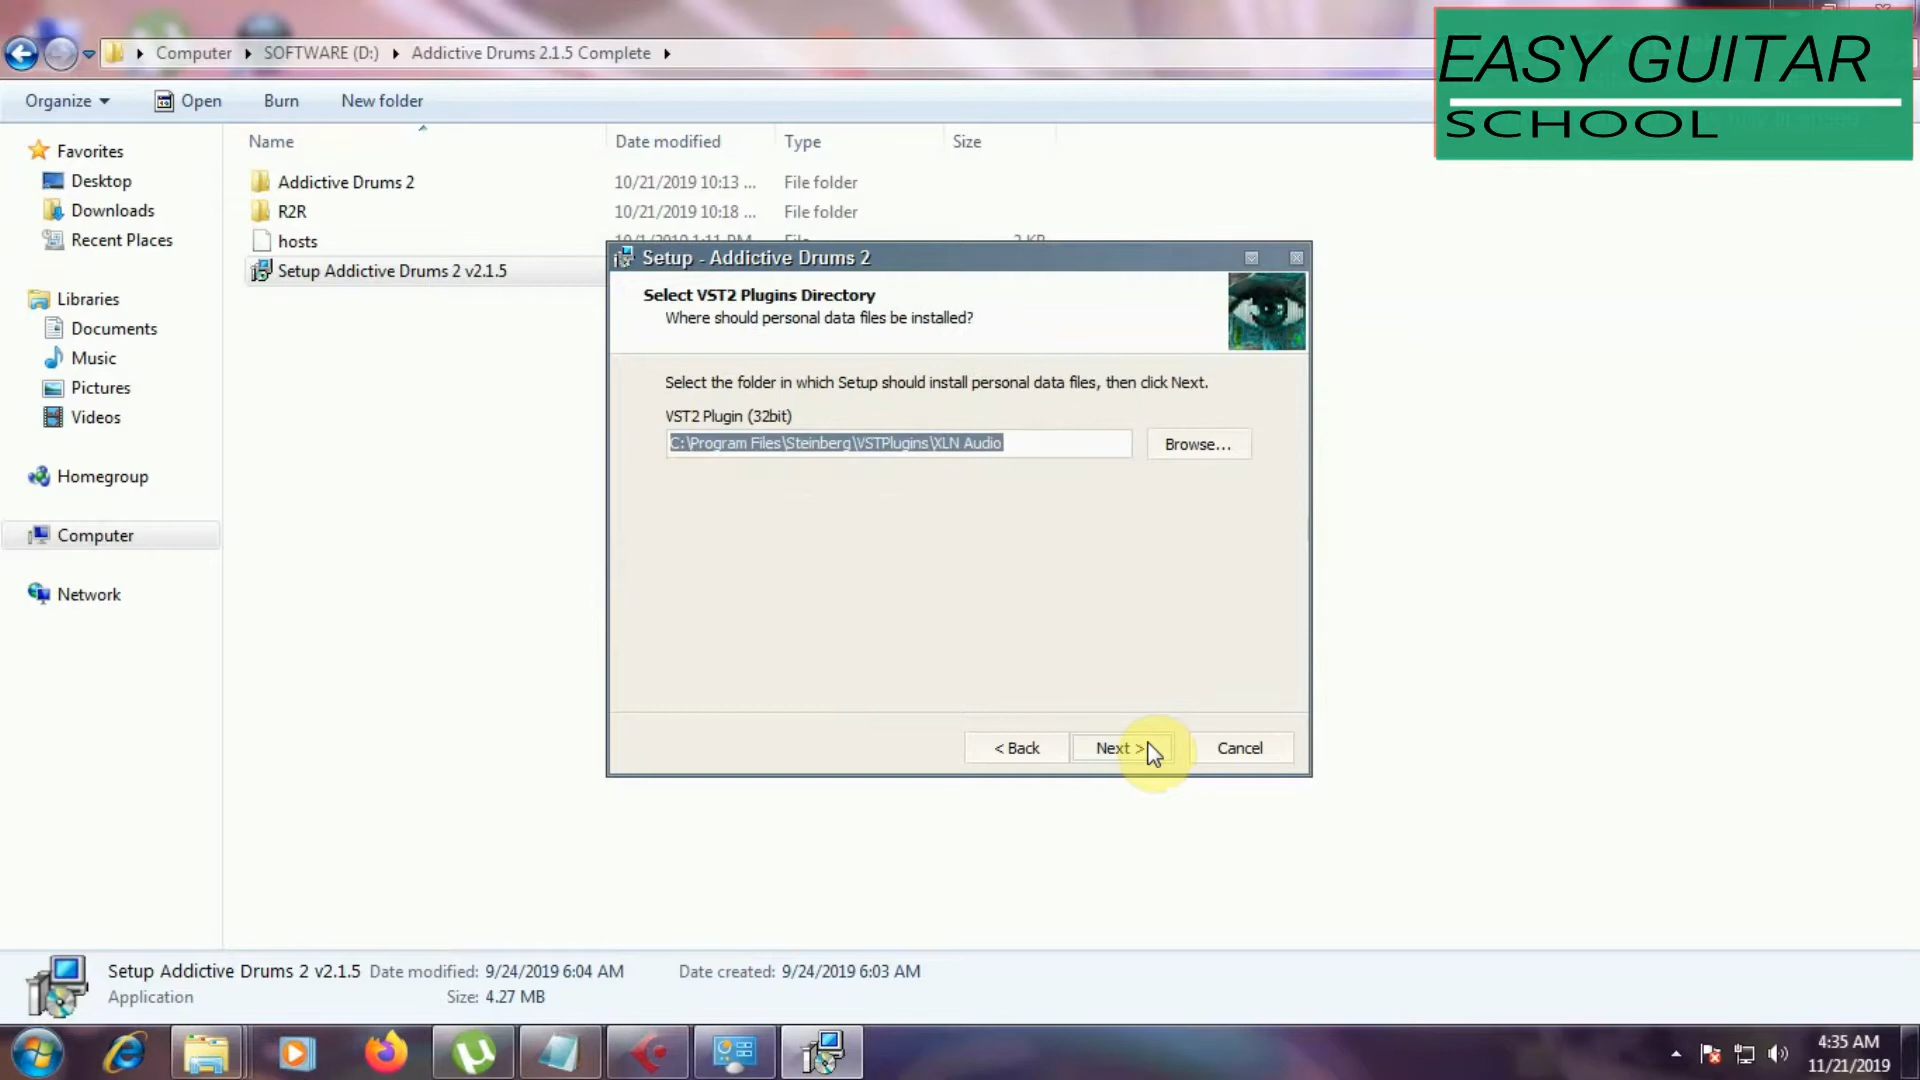 EASY GUITAR
SCHOOL
Computer
SOFTWARE (D:)
Addictive Drums 2.1.5 Complete
Organize
Open
Burn
New folder
Name
Date modified
Type
Size
Favorites
Desktop
Downloads
Recent Places
Libraries
Documents
Music
Pictures
Videos
Homegroup
Computer
Network
Addictive Drums 2
10/21/2019 10:13 ...
File folder
R2R
10/21/2019 10:18 ...
File folder
hosts
10/1/2019 1:11 PM
File
2 KB
Setup Addictive Drums 2 v2.1.5
Setup - Addictive Drums 2
Select VST2 Plugins Directory
Where should personal data files be installed?
Select the folder in which Setup should install personal data files, then click Next.
VST2 Plugin (32bit)
C:\Program Files\Steinberg\VSTPlugins\XLN Audio
Browse...
< Back
Next >
Cancel
Setup Addictive Drums 2 v2.1.5
Date modified: 9/24/2019 6:04 AM
Date created: 9/24/2019 6:03 AM
Application
Size: 4.27 MB
4:35 AM
11/21/2019